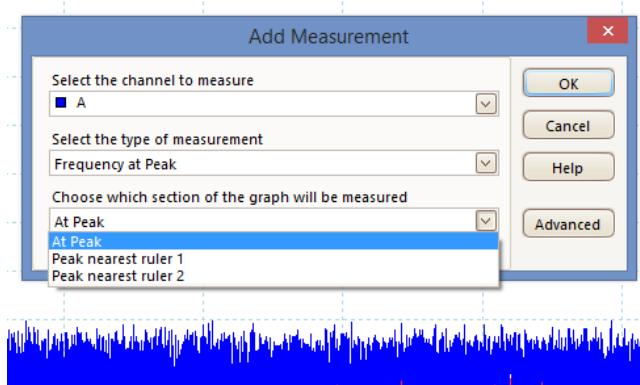 Add Measurement
Select the channel to measure
A
OK
Cancel
Select the type of measurement
Frequency at Peak
Help
Choose which section of the graph will be measured
At Peak
Advanced
At Peak
Peak nearest ruler 1
Peak nearest ruler 2